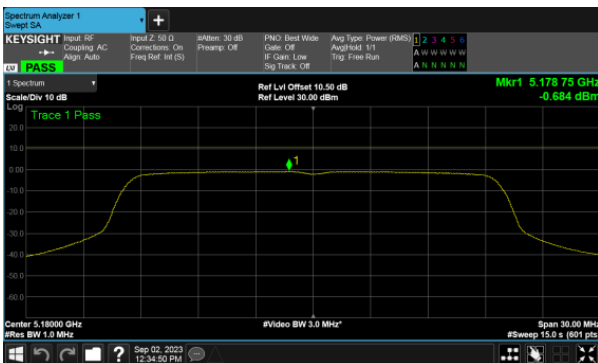 Spectrum Analyzer 1
Swept SA
+
KEYSIGHT
Input: RF
Coupling: AC
Align: Auto
Input Z: 50 Ω
Corrections: On
Freq Ref: Int (S)
#Atten: 30 dB
Preamp: Off
PNO: Best Wide
Gate: Off
IF Gain: Low
Sig Track: Off
Avg Type: Power (RMS)
Avg|Hold: 1/1
Trig: Free Run
1 2 3 4 5 6
A W W W W W
A N N N N N
PASS
1 Spectrum
Scale/Div 10 dB
Ref Lvl Offset 10.50 dB
Ref Level 30.00 dBm
Mkr1 5.178 75 GHz
-0.684 dBm
Log
Trace 1 Pass
20.0
10.0
0.00
1
-10.0
-20.0
-30.0
-40.0
-50.0
-60.0
Center 5.18000 GHz
#Video BW 3.0 MHz*
Span 30.00 MHz
#Res BW 1.0 MHz
#Sweep 15.0 s (601 pts
?
Sep 02, 2023
12:34:50 PM